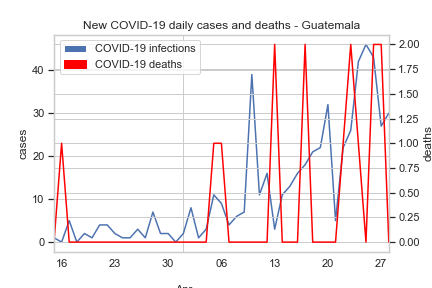 New COVID-19 daily cases and deaths - Guatemala
COVID-19 infections
COVID-19 deaths
cases
40
30
20
10
0
2.00
1.75
1.50
1.25
1.00
0.75
0.50
0.25
0.00
deaths
16 23 30 06 13 20 27
Apr